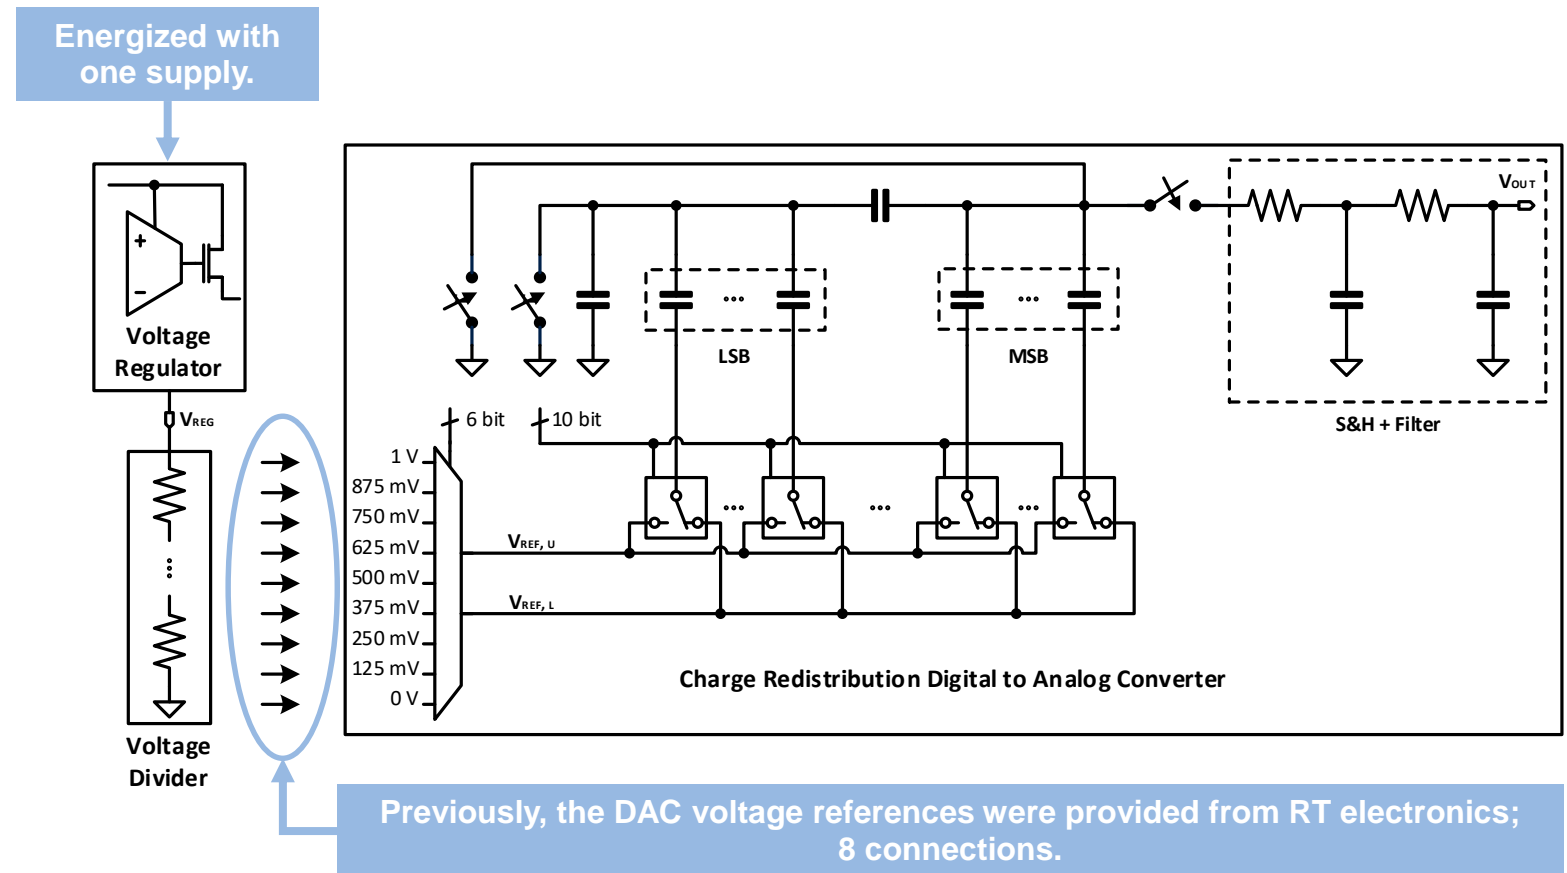 Energized with
one supply.
+
−
Voltage
Regulator
VREG
Voltage
Divider
VOUT
LSB
MSB
S&H + Filter
6 bit
10 bit
1 V
875 mV
750 mV
625 mV
500 mV
375 mV
250 mV
125 mV
0 V
VREF, U
VREF, L
Charge Redistribution Digital to Analog Converter
Previously, the DAC voltage references were provided from RT electronics;
8 connections.